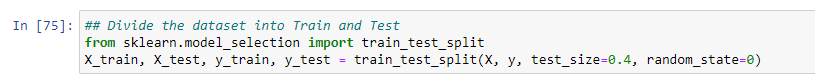 In [75]: ## Divide the dataset into Train and Test
from sklearn.model_selection import train_test_split
X_train, X_test, y_train, y_test = train_test_split(X, y, test_size=0.4, random_state=0)